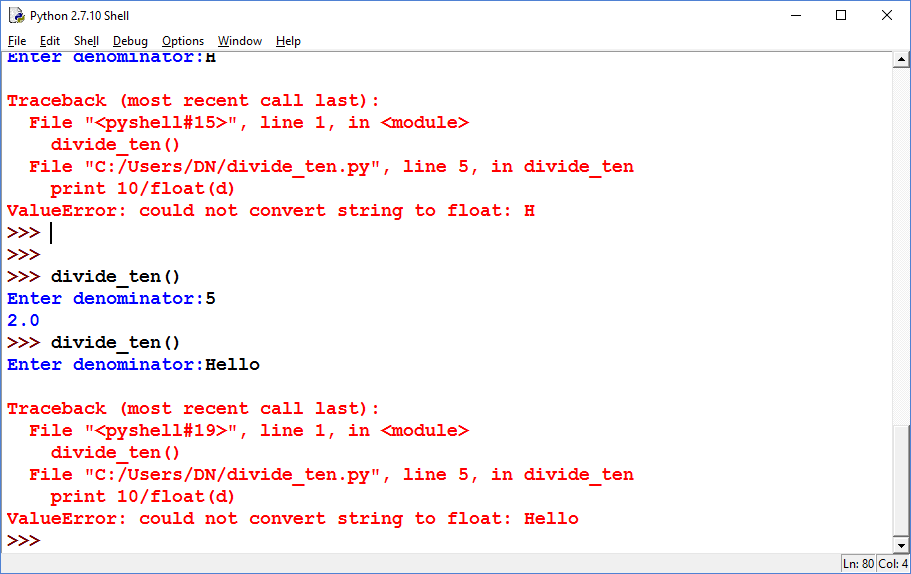 Python 2.7.10 Shell
File Edit Shell Debug Options Window Help
Enter denominator:H
Traceback (most recent call last):
  File "<pyshell#15>", line 1, in <module>
    divide_ten()
  File "C:/Users/DN/divide_ten.py", line 5, in divide_ten
    print 10/float(d)
ValueError: could not convert string to float: H
>>>
>>>
>>> divide_ten()
Enter denominator:5
2.0
>>> divide_ten()
Enter denominator:Hello
Traceback (most recent call last):
  File "<pyshell#19>", line 1, in <module>
    divide_ten()
  File "C:/Users/DN/divide_ten.py", line 5, in divide_ten
    print 10/float(d)
ValueError: could not convert string to float: Hello
>>>
Ln: 80 Col: 4